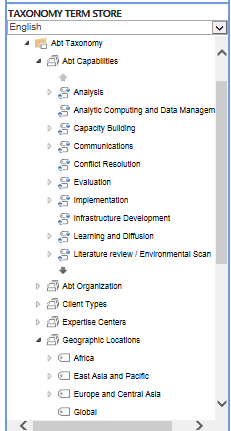 TAXONOMY TERM STORE
English
Abt Taxonomy
Abt Capabilities
Analysis
Analytic Computing and Data Managem
Capacity Building
Communications
Conflict Resolution
Evaluation
Implementation
Infrastructure Development
Learning and Diffusion
Literature review / Environmental Scan
Abt Organization
Client Types
Expertise Centers
Geographic Locations
Africa
East Asia and Pacific
Europe and Central Asia
Global